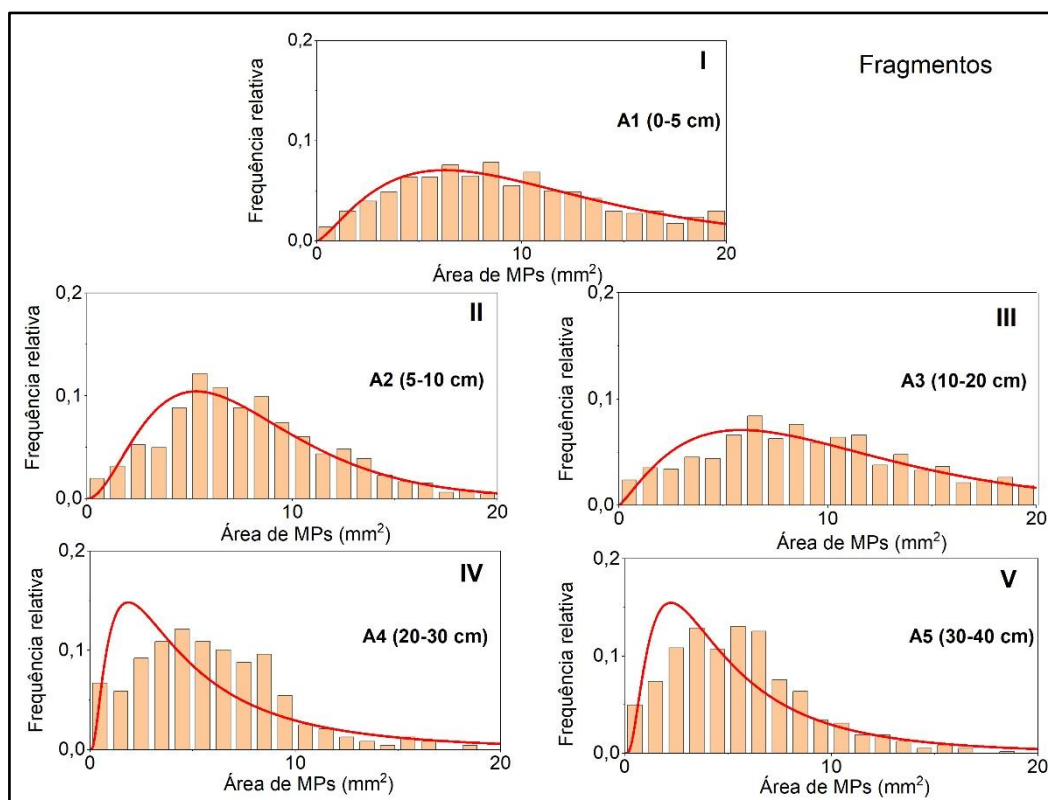 Fragmentos
I
A1 (0-5 cm)
Frequência relativa
0,2
0,1
0,0
0 10 20
Área de MPs (mm²)
II
A2 (5-10 cm)
Frequência relativa
0,2
0,1
0,0
0 10 20
Área de MPs (mm²)
III
A3 (10-20 cm)
Frequência relativa
0,2
0,1
0,0
0 10 20
Área de MPs (mm²)
IV
A4 (20-30 cm)
Frequência relativa
0,2
0,1
0,0
0 10 20
Área de MPs (mm²)
V
A5 (30-40 cm)
Frequência relativa
0,2
0,1
0,0
0 10 20
Área de MPs (mm²)